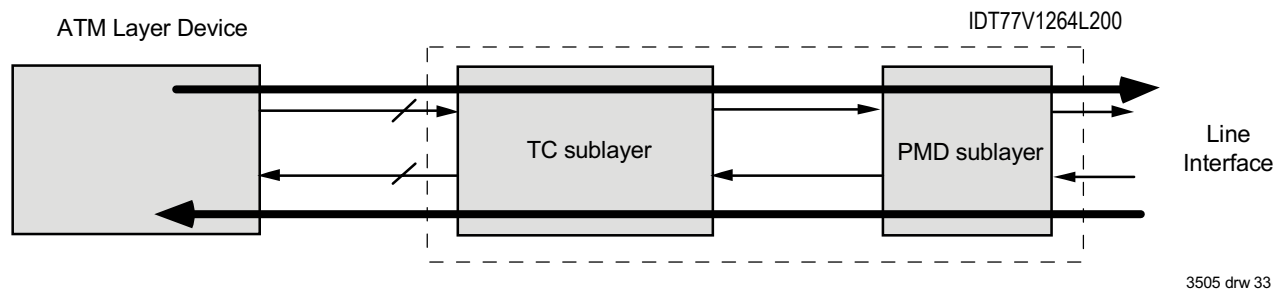 IDT77V1264L200
ATM Layer Device
TC sublayer
PMD sublayer
Line
Interface
3505 drw 33